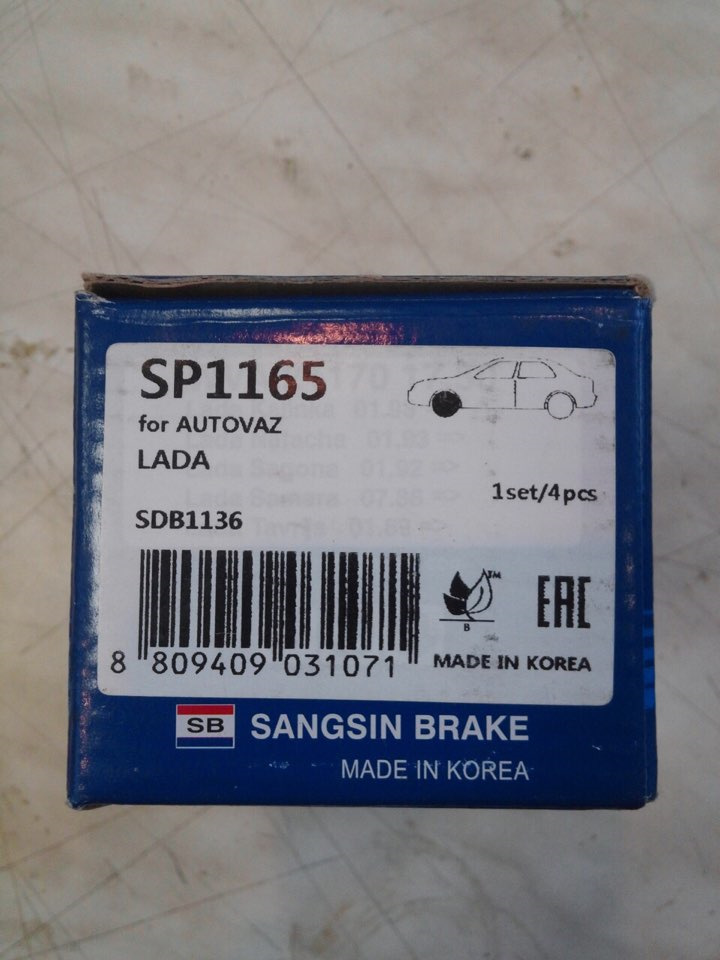 SP1165
for AUTOVAZ
LADA
1set/4pcs
SDB1136
8 809409 031071
TM
B
EAC
MADE IN KOREA
SB SANGSIN BRAKE
MADE IN KOREA